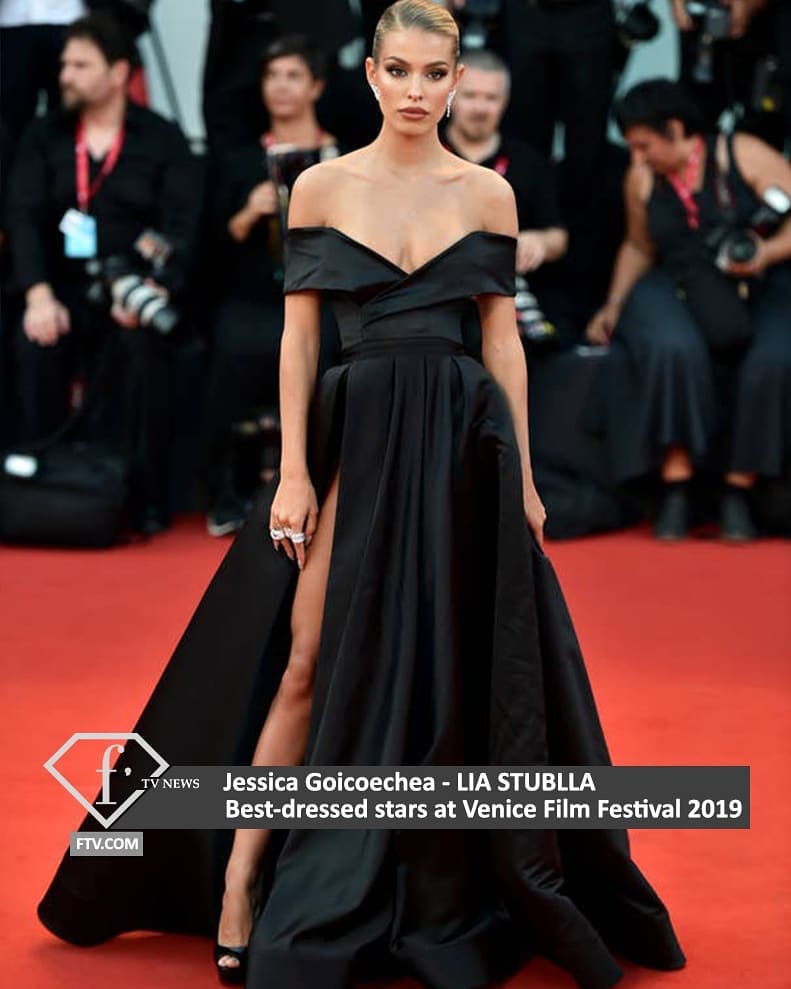 f'
TV NEWS
Jessica Goicoechea - LIA STUBLLA
Best-dressed stars at Venice Film Festival 2019
FTV.COM